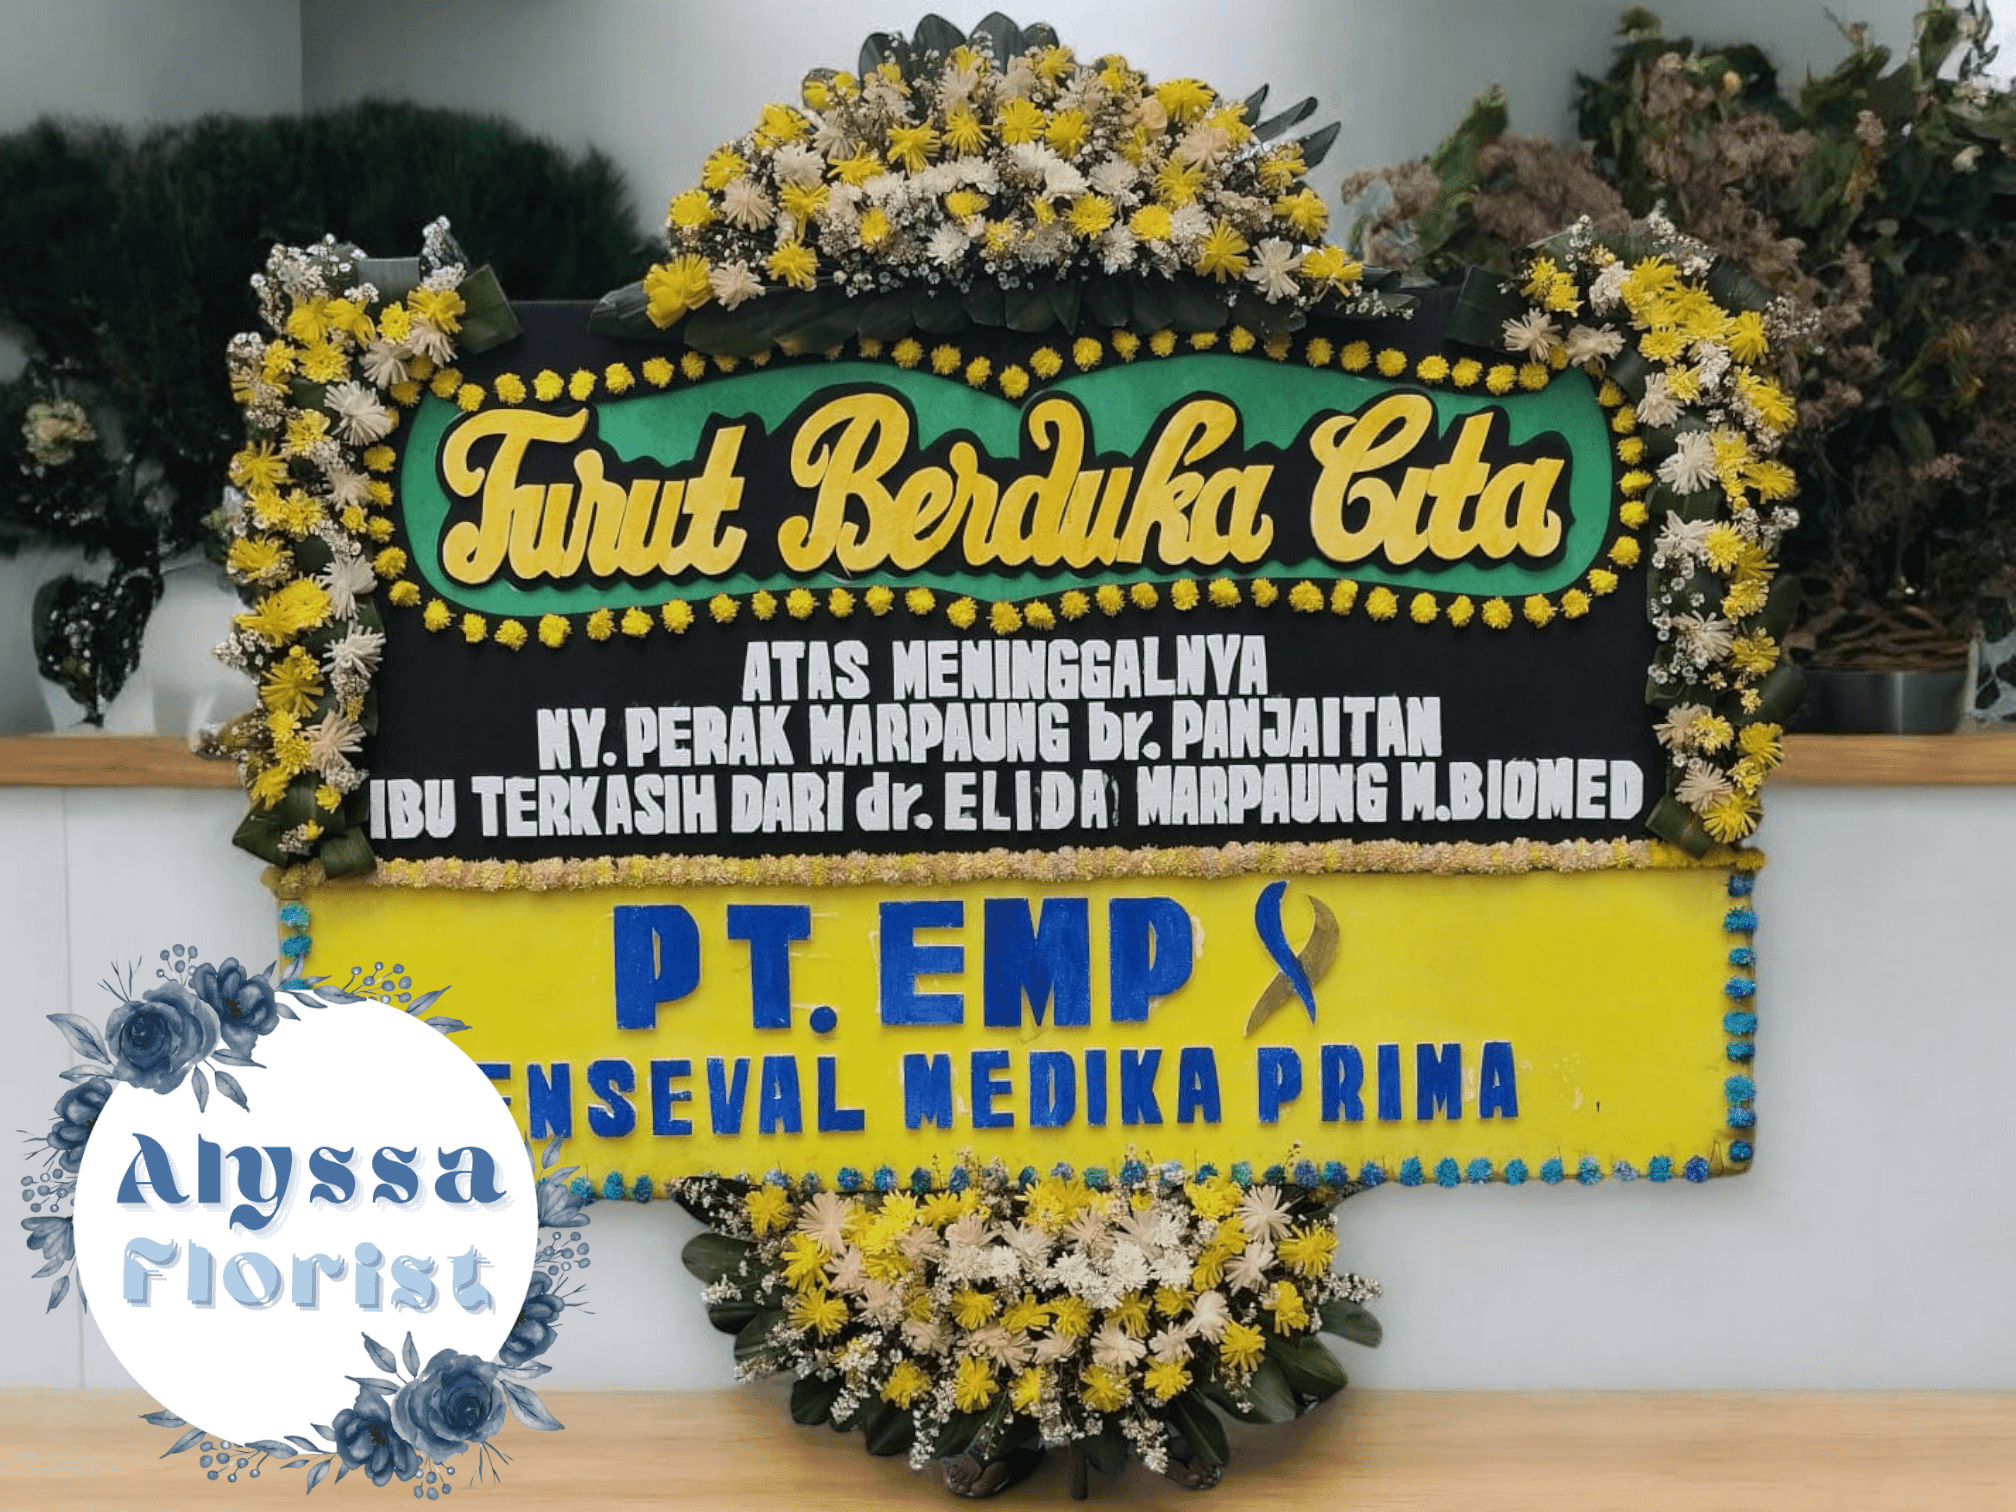 Turut Berduka Cita
ATAS MENINGGALNYA
NY. PERAK MARPAUNG br. PANJAITAN
IBU TERKASIH DARI dr. ELIDA MARPAUNG M.BIOMED
PT. EMP
MEDIKA PRIMA
Alyssa
Florist